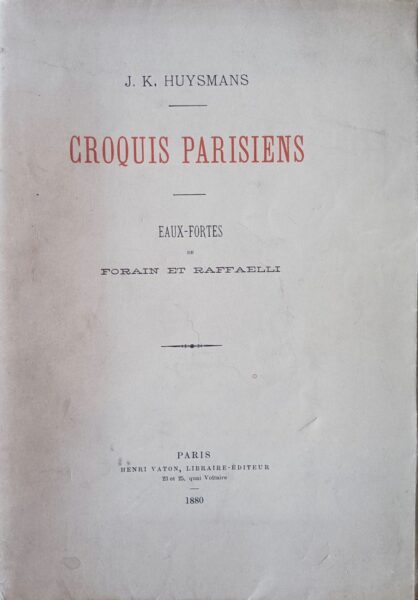 J. K. HUYSMANS
CROQUIS PARISIENS
EAUX-FORTES
DE
FORAIN ET RAFFAELLI
PARIS
HENRI VATON, LIBRAIRE-ÉDITEUR
23 et 25, quai Voltaire
1880